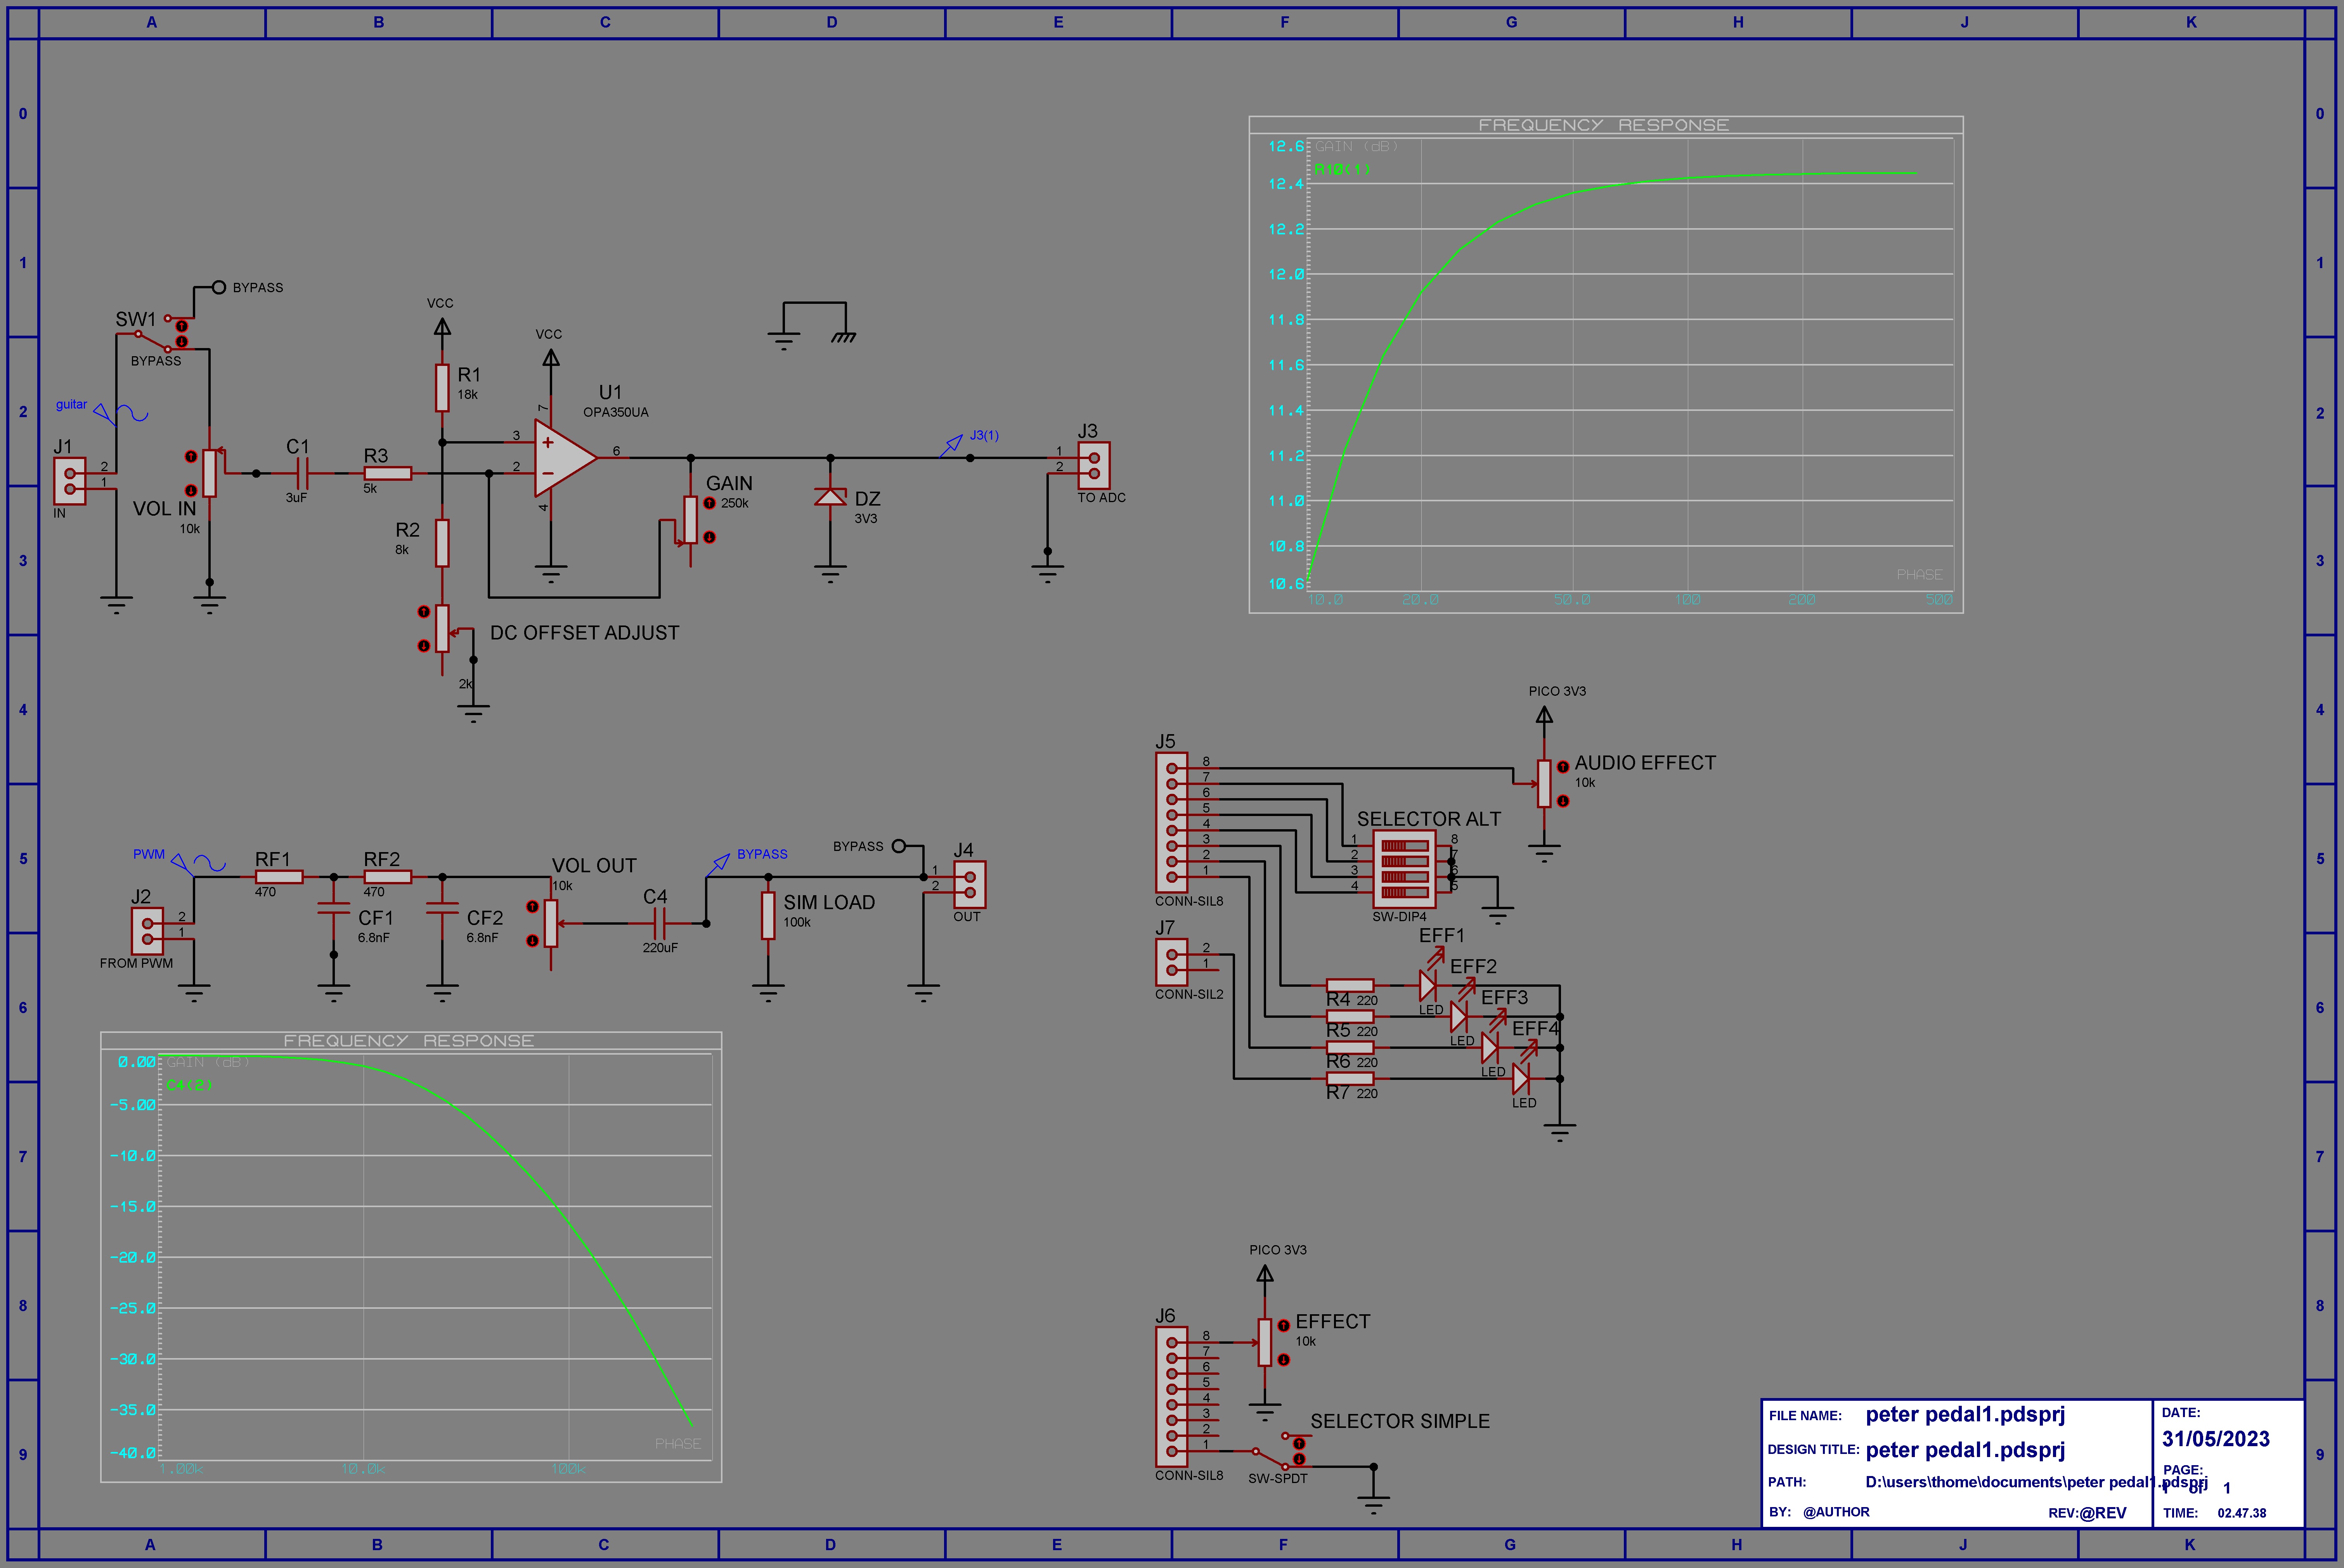 A B C D E F G H J K
0 0
1 1
2 2
3 3
4 4
5 5
6 6
7 7
8 8
9 9
A B C D E F G H J K
BYPASS
SW1
BYPASS
guitar
J1
2
1
IN
VOL IN
10k
C1
3uF
R3
5k
VCC
R1
18k
R2
8k
DC OFFSET ADJUST
2k
VCC
U1
OPA350UA
7
3
2
6
4
GAIN
250k
DZ
3V3
J3(1)
J3
1
2
TO ADC
FREQUENCY RESPONSE
GAIN (dB)
R10(1)
12.6
12.4
12.2
12.0
11.8
11.6
11.4
11.2
11.0
10.8
10.6
PHASE
10.0 20.0 50.0 100 200 500
PWM
J2
2
1
FROM PWM
RF1
470
RF2
470
CF1
6.8nF
CF2
6.8nF
VOL OUT
10k
C4
220uF
BYPASS
SIM LOAD
100k
BYPASS
J4
1
2
OUT
FREQUENCY RESPONSE
GAIN (dB)
C4(2)
0.00
-5.00
-10.0
-15.0
-20.0
-25.0
-30.0
-35.0
-40.0
PHASE
1.00k 10.0k 100k
PICO 3V3
AUDIO EFFECT
10k
J5
8
7
6
5
4
3
2
1
CONN-SIL8
SELECTOR ALT
1 8
2 7
3 6
4 5
SW-DIP4
J7
2
1
CONN-SIL2
EFF1
EFF2
EFF3
EFF4
R4 220
R5 220
R6 220
R7 220
LED
LED
LED
LED
PICO 3V3
EFFECT
10k
J6
8
7
6
5
4
3
2
1
CONN-SIL8
SELECTOR SIMPLE
SW-SPDT
FILE NAME: peter pedal1.pdsprj
DESIGN TITLE: peter pedal1.pdsprj
PATH: D:\users\thome\documents\peter pedal1.pdsprj
BY: @AUTHOR REV:@REV
DATE:
31/05/2023
PAGE:
1 of 1
TIME: 02.47.38